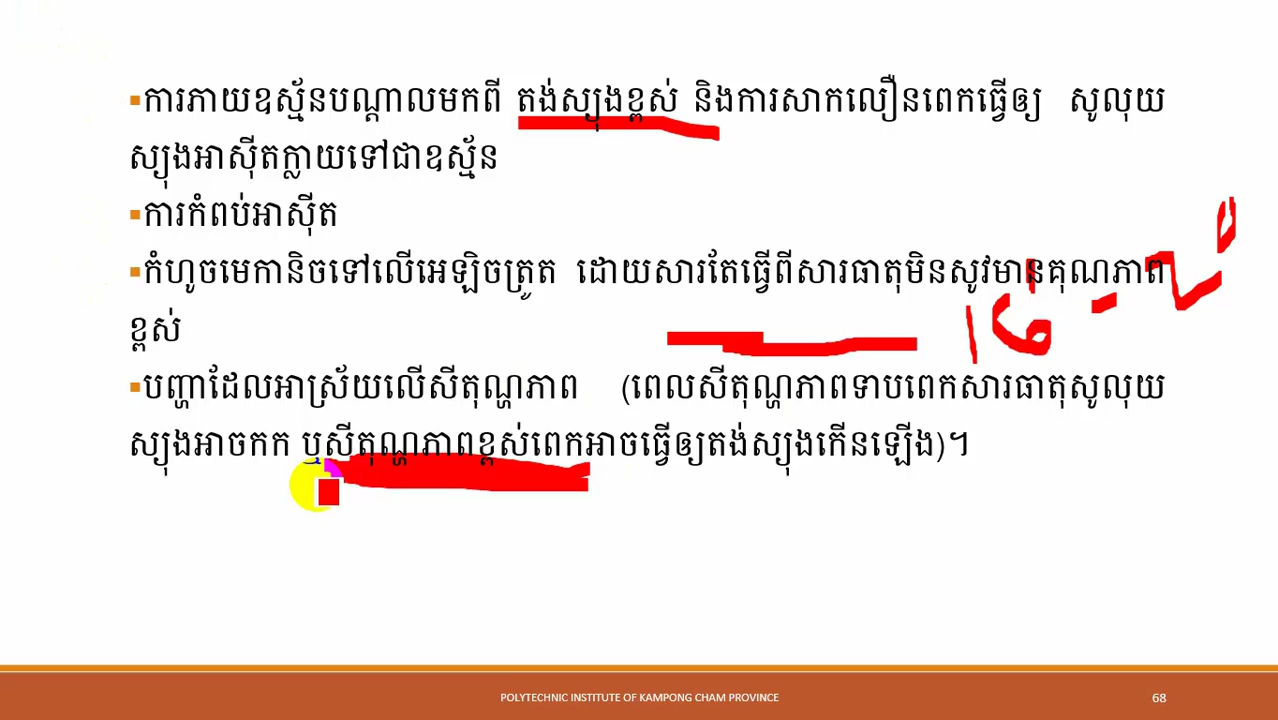 ▪ការភាយឧស្ម័នបណ្តាលមកពី តង់ស្យុងខ្ពស់ និងការសាកលឿនពេកធ្វើឲ្យ សូលុយ
ស្យុងអាស៊ីតក្លាយទៅជាឧស្ម័ន
▪ការកំពប់អាស៊ីត
▪កំហូចមេកានិចទៅលើអេឡិចត្រូត ដោយសារតែធ្វើពីសារធាតុមិនសូវមានគុណភាព
ខ្ពស់
▪បញ្ហាដែលអាស្រ័យលើសីតុណ្ហភាព (ពេលសីតុណ្ហភាពទាបពេកសារធាតុសូលុយ
ស្យុងអាចកក ឬសីតុណ្ហភាពខ្ពស់ពេកអាចធ្វើឲ្យតង់ស្យុងកើនឡើង)។
POLYTECHNIC INSTITUTE OF KAMPONG CHAM PROVINCE
68